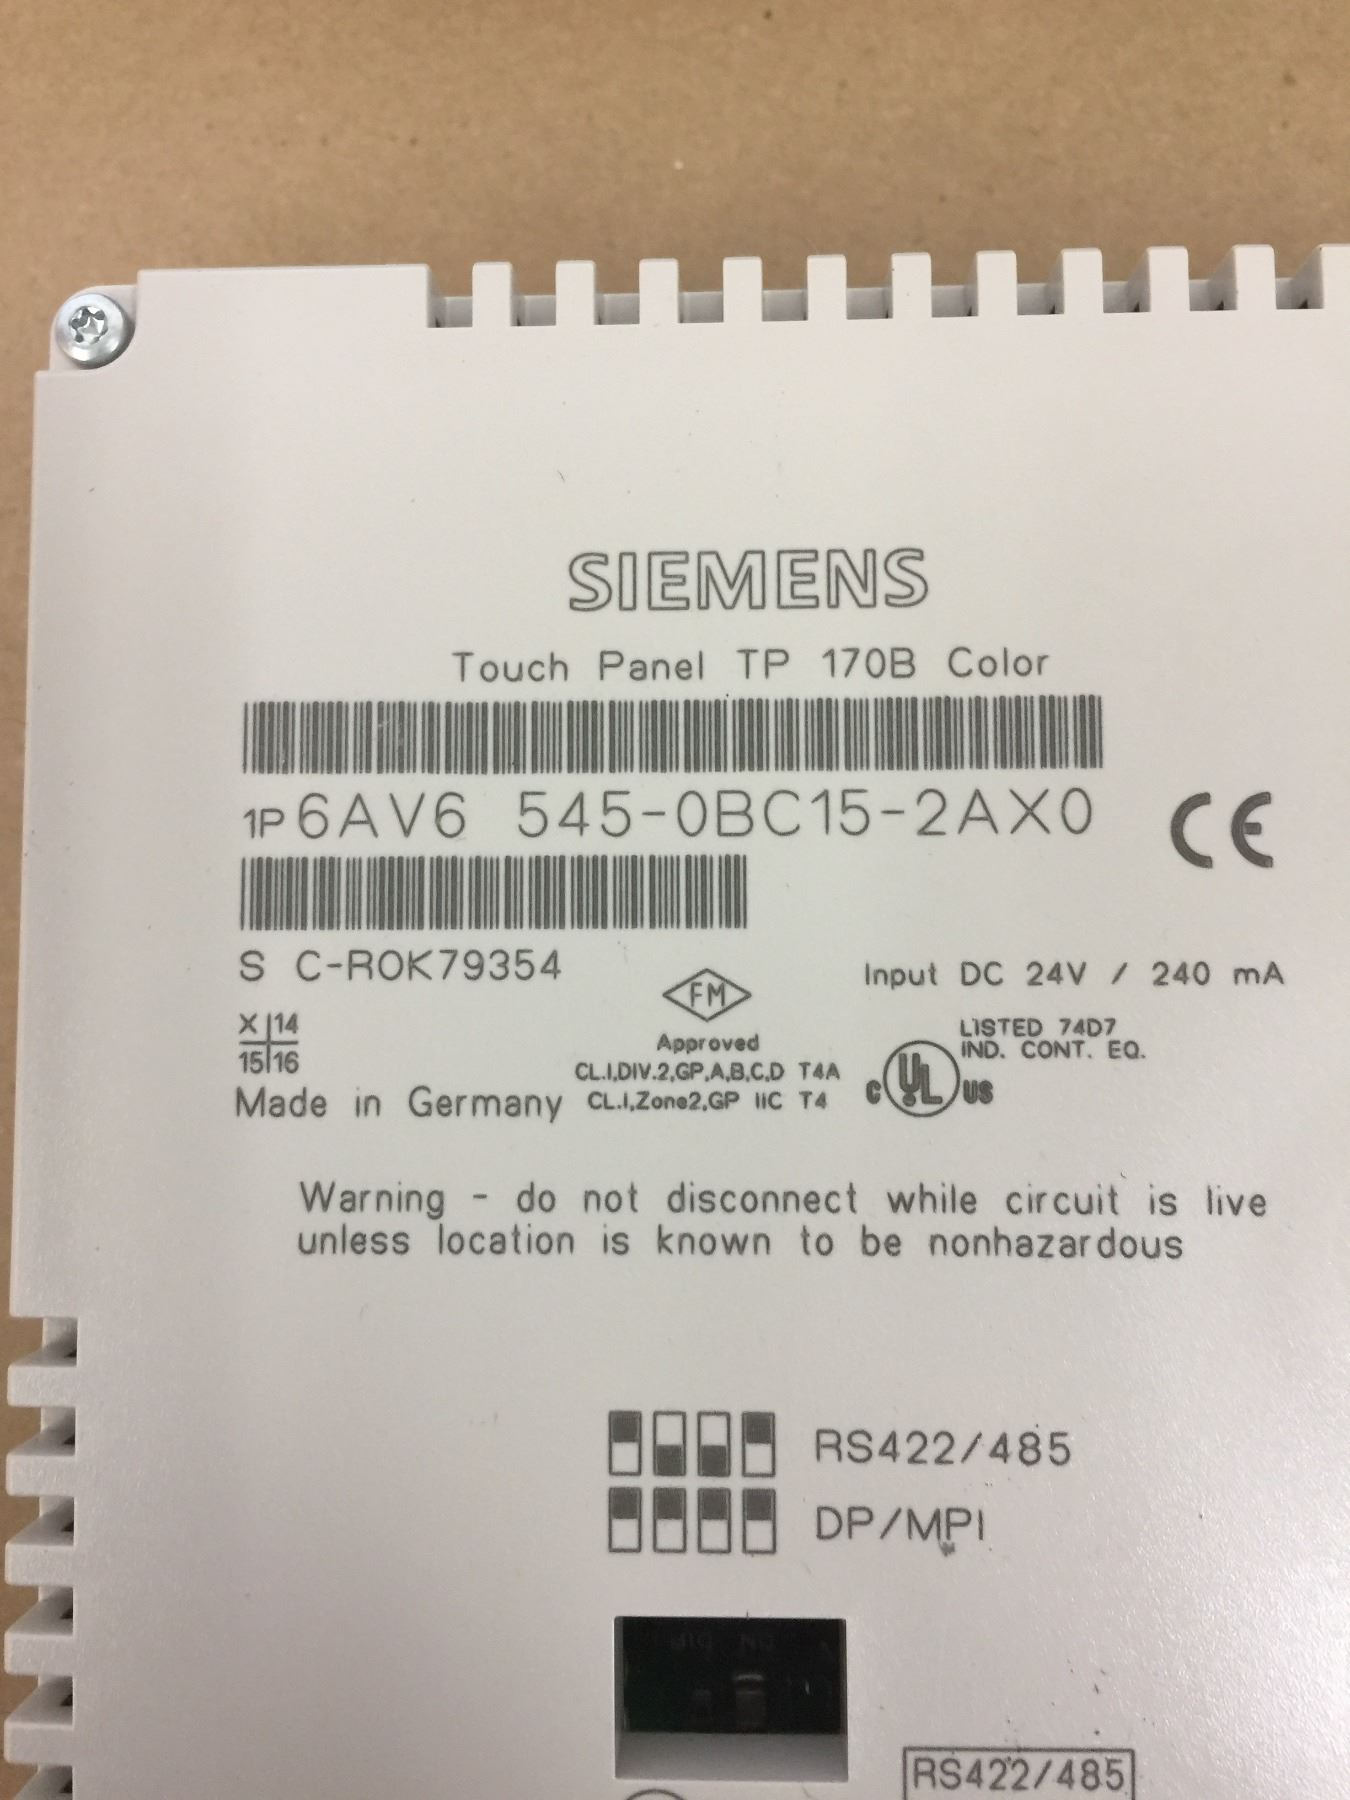 SIEMENS
Touch Panel TP 170B Color
1P 6AV6 545-0BC15-2AX0
CE
S C-R0K79354
Input DC 24V / 240 mA
FM
Approved
CL.I,DIV.2,GP,A,B,C,D T4A
CL.I,Zone2,GP IIC T4
LISTED 74D7
IND. CONT. EQ.
C UL US
X 14
15 16
Made in Germany
Warning - do not disconnect while circuit is live
unless location is known to be nonhazardous
RS422/485
DP/MPI
RS422/485